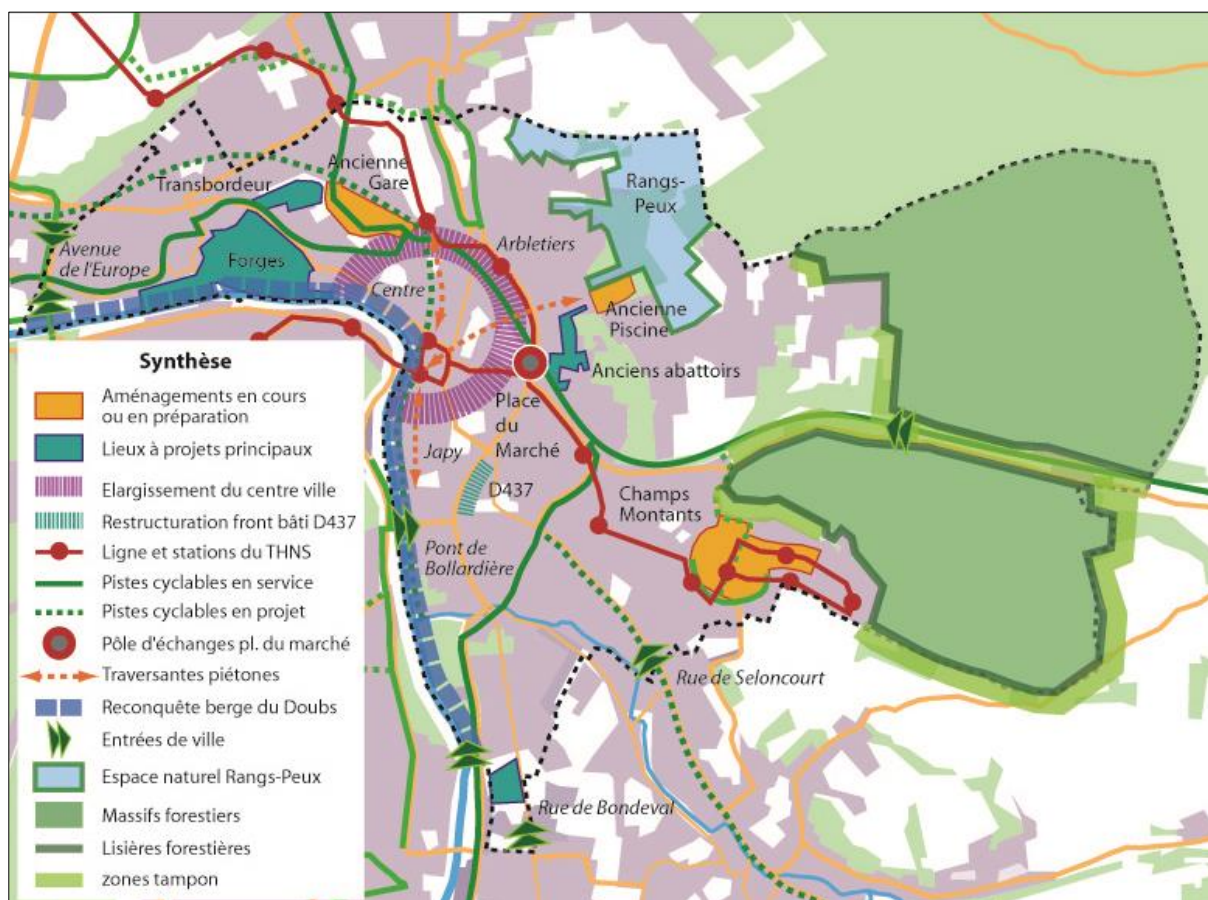 Ancienne
Gare
Transbordeur
Rangs-
Peux
Avenue
de l'Europe
Arbletiers
Forges
Centre
Ancienne
Piscine
Anciens abattoirs
Place
du
Marché
Japy
D437
Champs
Montants
Pont de
Bollardière
Rue de Seloncourt
Rue de Bondeval
Synthèse
Aménagements en cours
ou en préparation
Lieux à projets principaux
Elargissement du centre ville
Restructuration front bâti D437
Ligne et stations du THNS
Pistes cyclables en service
Pistes cyclables en projet
Pôle d'échanges pl. du marché
Traversantes piétones
Reconquête berge du Doubs
Entrées de ville
Espace naturel Rangs-Peux
Massifs forestiers
Lisières forestières
zones tampon